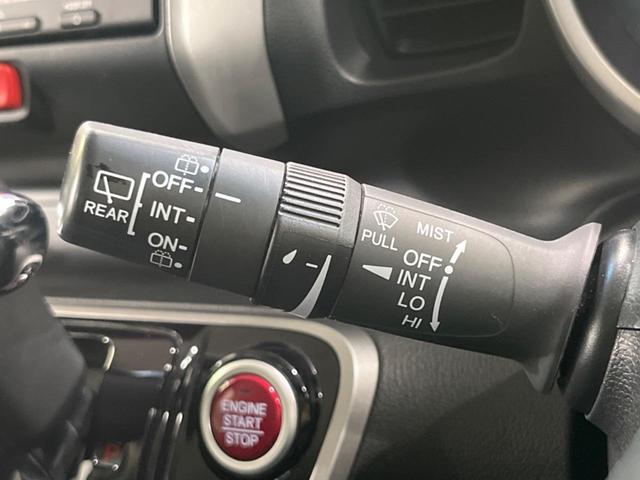 OFF
REAR
INT
ON
PULL
MIST
OFF
INT
LO
HI
ENGINE
START
STOP